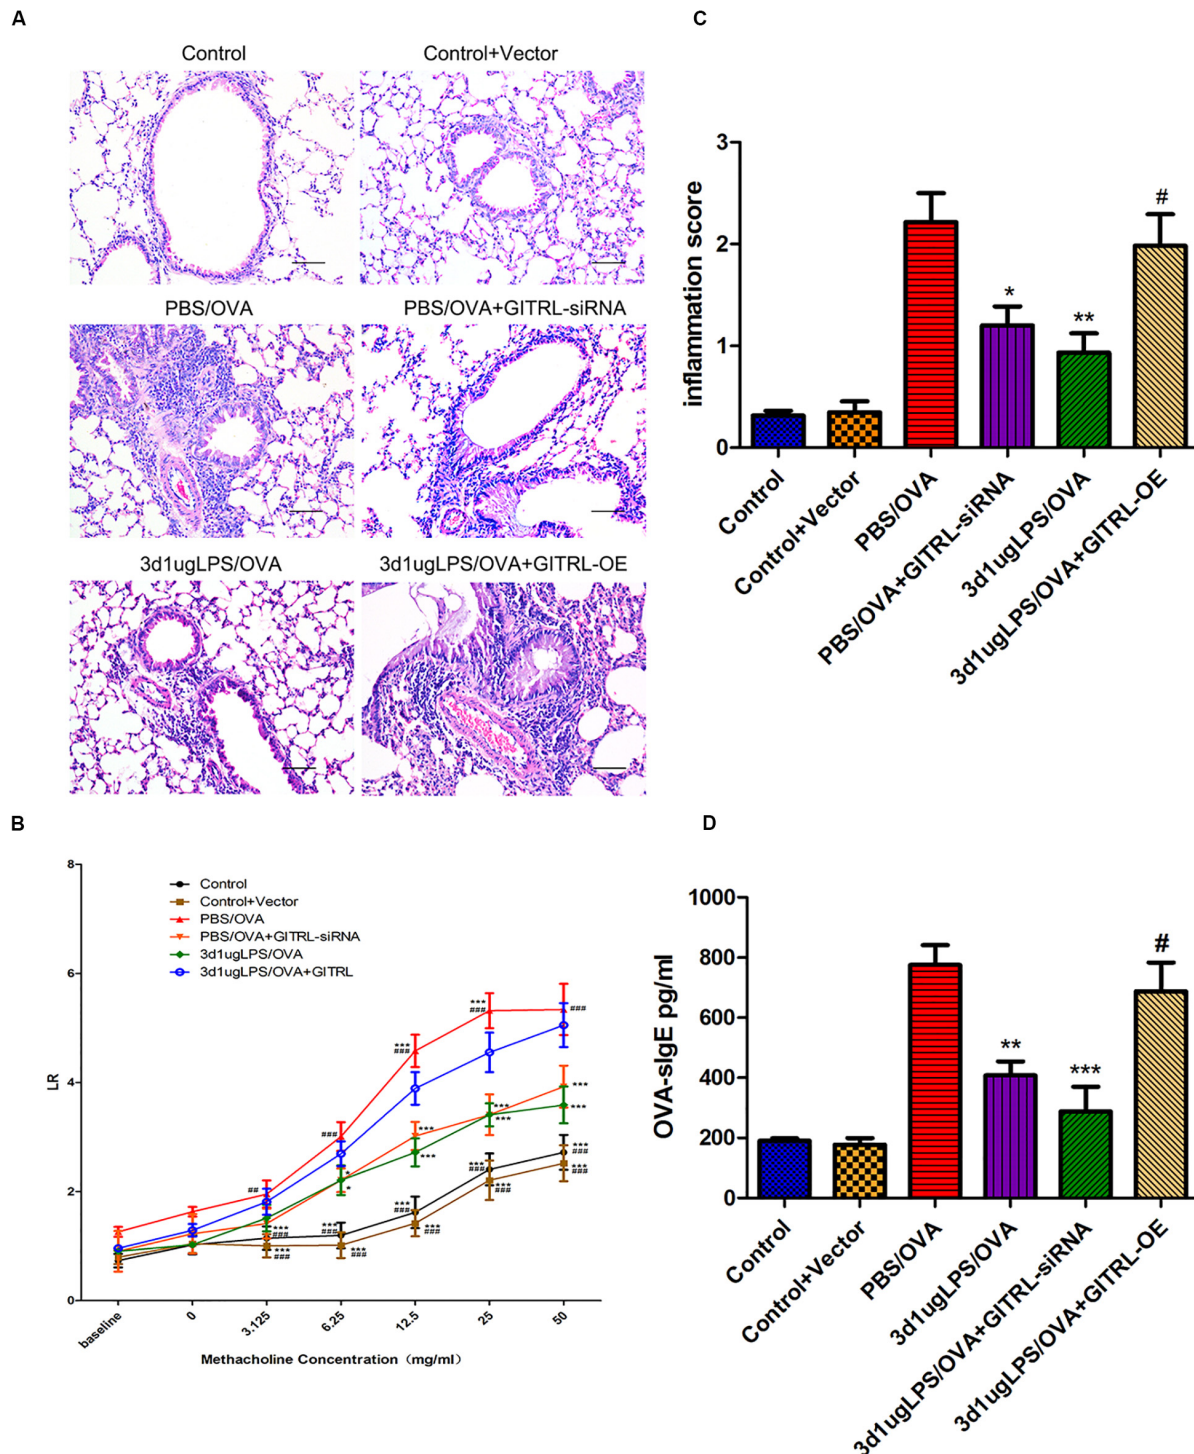 A
Control
Control+Vector
PBS/OVA
PBS/OVA+GITRL-siRNA
3d1ugLPS/OVA
3d1ugLPS/OVA+GITRL-OE
C
inflammation score
3
2
1
0
*
**
#
Control
Control+Vector
PBS/OVA
PBS/OVA+GITRL-siRNA
3d1ugLPS/OVA
3d1ugLPS/OVA+GITRL-OE
B
LR
8
6
4
2
0
Control
Control+Vector
PBS/OVA
PBS/OVA+GITRL-siRNA
3d1ugLPS/OVA
3d1ugLPS/OVA+GITRL
##
***
###
***
###
###
*
*
***
###
***
###
***
###
***
***
***
###
***
###
***
###
***
***
***
###
***
###
###
***
***
***
###
***
###
baseline
0
3.125
6.25
12.5
25
50
Methacholine Concentration（mg/ml）
D
OVA-sIgE pg/ml
1000
800
600
400
200
0
**
***
#
Control
Control+Vector
PBS/OVA
3d1ugLPS/OVA
3d1ugLPS/OVA+GITRL-siRNA
3d1ugLPS/OVA+GITRL-OE